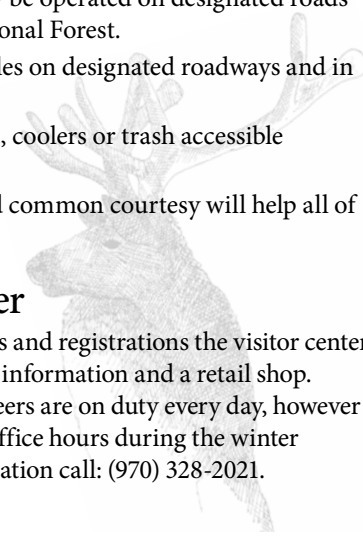 be operated on designated roads
onal Forest.
les on designated roadways and in
, coolers or trash accessible
common courtesy will help all of
er
s and registrations the visitor center
information and a retail shop.
eers are on duty every day, however
ffice hours during the winter
ation call: (970) 328-2021.